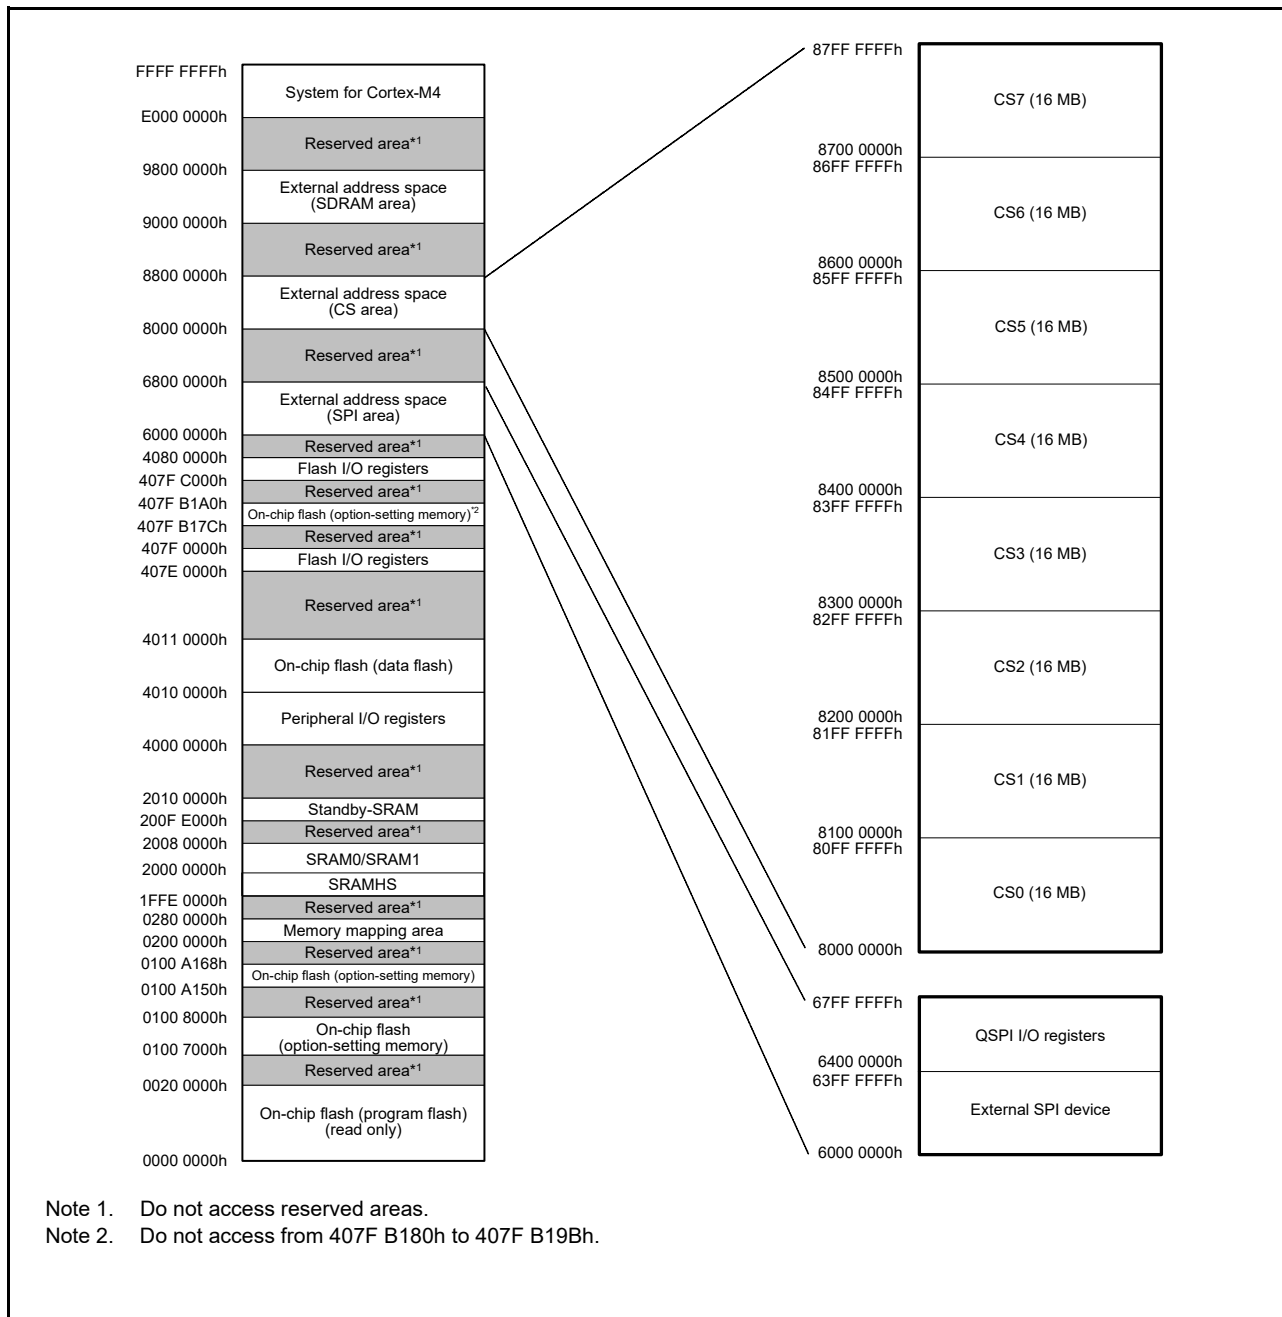 FFFF FFFFh
System for Cortex-M4
E000 0000h
Reserved area*1
9800 0000h
External address space
(SDRAM area)
9000 0000h
Reserved area*1
8800 0000h
External address space
(CS area)
8000 0000h
Reserved area*1
6800 0000h
External address space
(SPI area)
6000 0000h
Reserved area*1
4080 0000h
Flash I/O registers
407F C000h
Reserved area*1
407F B1A0h
On-chip flash (option-setting memory)*2
407F B17Ch
Reserved area*1
407F 0000h
Flash I/O registers
407E 0000h
Reserved area*1
4011 0000h
On-chip flash (data flash)
4010 0000h
Peripheral I/O registers
4000 0000h
Reserved area*1
2010 0000h
Standby-SRAM
200F E000h
Reserved area*1
2008 0000h
SRAM0/SRAM1
2000 0000h
SRAMHS
1FFE 0000h
Reserved area*1
0280 0000h
Memory mapping area
0200 0000h
Reserved area*1
0100 A168h
On-chip flash (option-setting memory)
0100 A150h
Reserved area*1
0100 8000h
On-chip flash
(option-setting memory)
0100 7000h
Reserved area*1
0020 0000h
On-chip flash (program flash)
(read only)
0000 0000h
87FF FFFFh
CS7 (16 MB)
8700 0000h
86FF FFFFh
CS6 (16 MB)
8600 0000h
85FF FFFFh
CS5 (16 MB)
8500 0000h
84FF FFFFh
CS4 (16 MB)
8400 0000h
83FF FFFFh
CS3 (16 MB)
8300 0000h
82FF FFFFh
CS2 (16 MB)
8200 0000h
81FF FFFFh
CS1 (16 MB)
8100 0000h
80FF FFFFh
CS0 (16 MB)
8000 0000h
67FF FFFFh
QSPI I/O registers
6400 0000h
63FF FFFFh
External SPI device
6000 0000h
Note 1. Do not access reserved areas.
Note 2. Do not access from 407F B180h to 407F B19Bh.